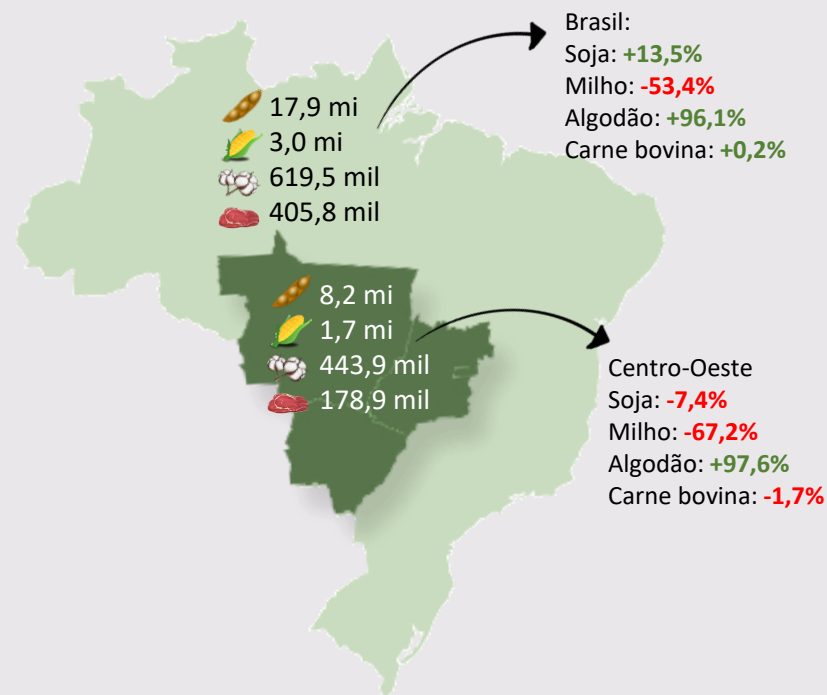 Brasil:
Soja: +13,5%
Milho: -53,4%
Algodão: +96,1%
Carne bovina: +0,2%
17,9 mi
3,0 mi
619,5 mil
405,8 mil
8,2 mi
1,7 mi
443,9 mil
178,9 mil
Centro-Oeste
Soja: -7,4%
Milho: -67,2%
Algodão: +97,6%
Carne bovina: -1,7%